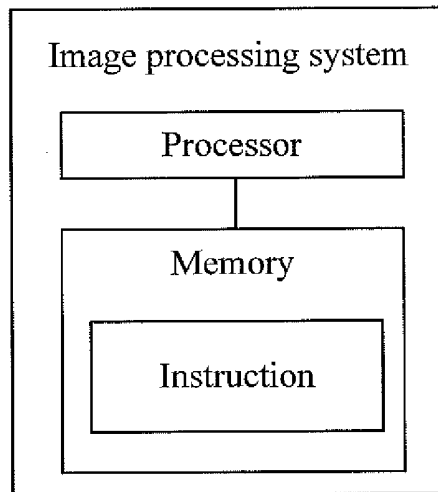 Image processing system
Processor
Memory
Instruction